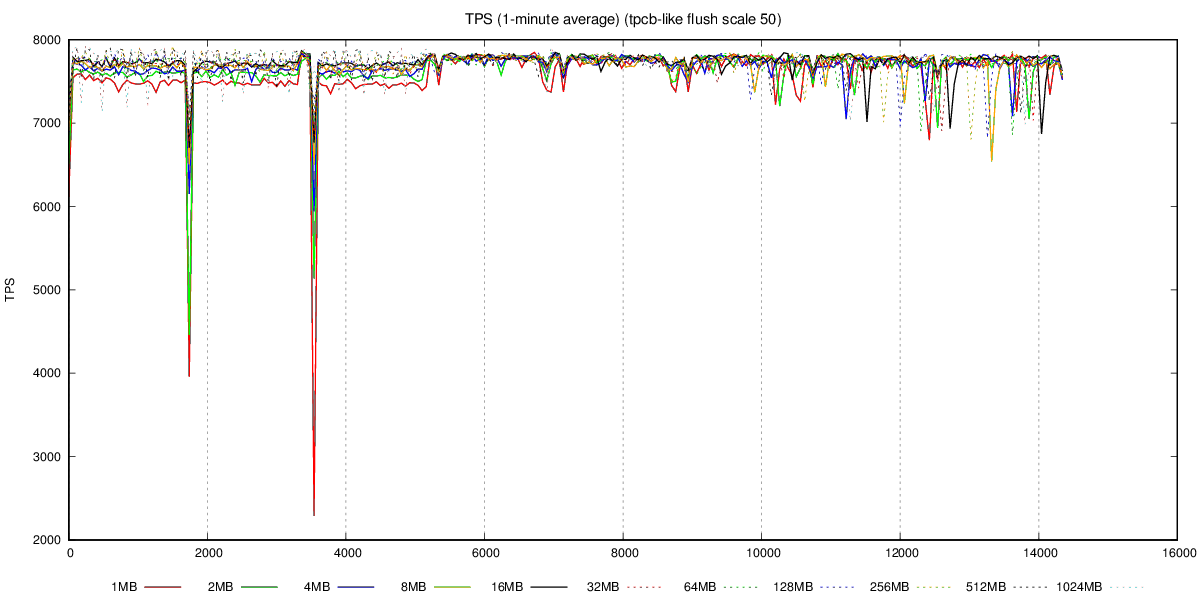 TPS (1-minute average) (tpcb-like flush scale 50)
8000
7000
6000
5000
4000
3000
2000
TPS
0 2000 4000 6000 8000 10000 12000 14000 16000
1MB 2MB 4MB 8MB 16MB 32MB 64MB 128MB 256MB 512MB 1024MB